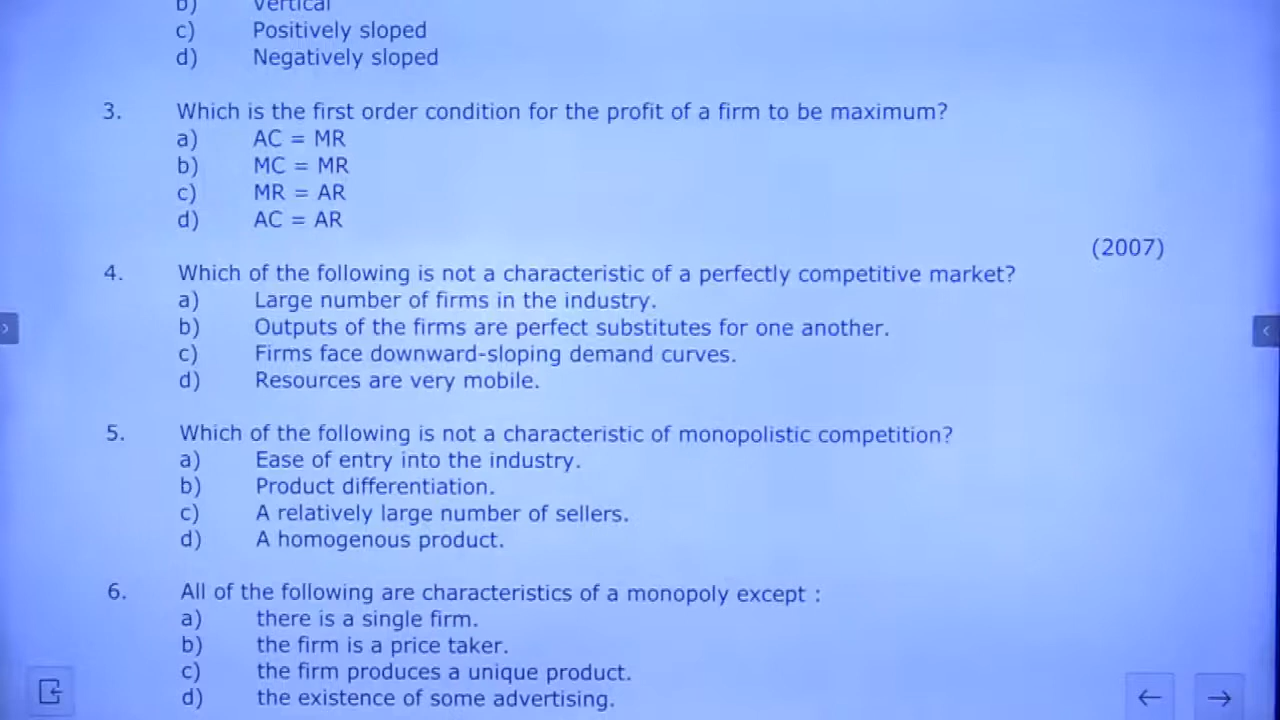 b) Vertical
c) Positively sloped
d) Negatively sloped
3. Which is the first order condition for the profit of a firm to be maximum?
a) AC = MR
b) MC = MR
c) MR = AR
d) AC = AR
(2007)
4. Which of the following is not a characteristic of a perfectly competitive market?
a) Large number of firms in the industry.
b) Outputs of the firms are perfect substitutes for one another.
c) Firms face downward-sloping demand curves.
d) Resources are very mobile.
5. Which of the following is not a characteristic of monopolistic competition?
a) Ease of entry into the industry.
b) Product differentiation.
c) A relatively large number of sellers.
d) A homogenous product.
6. All of the following are characteristics of a monopoly except :
a) there is a single firm.
b) the firm is a price taker.
c) the firm produces a unique product.
d) the existence of some advertising.